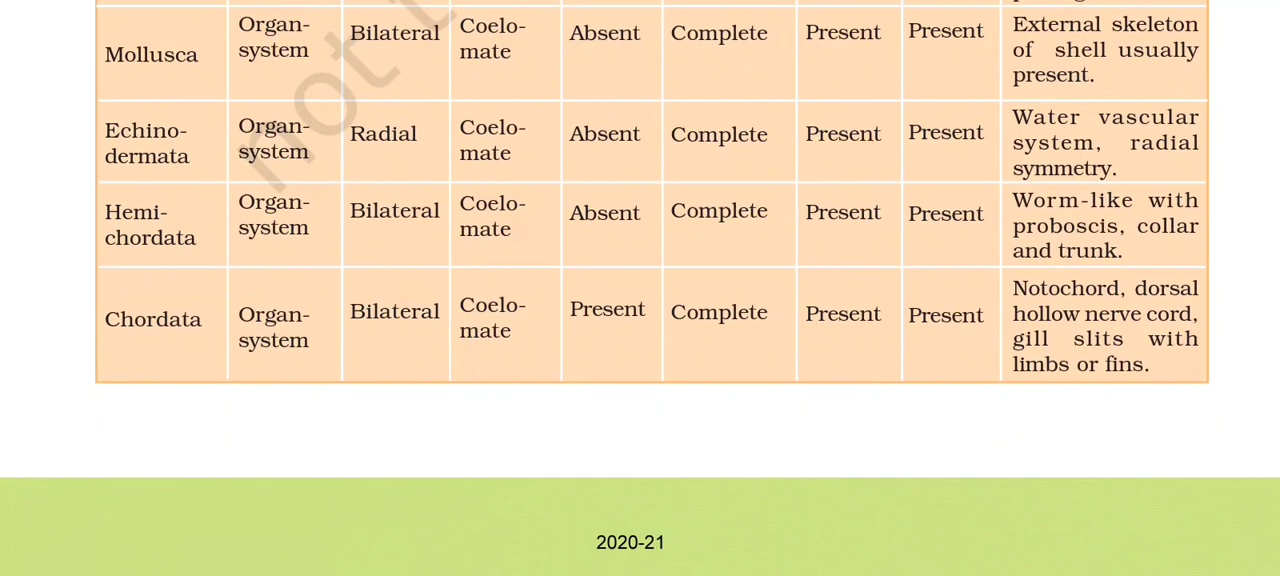 Mollusca Organ-system Bilateral Coelo-mate Absent Complete Present Present External skeleton of shell usually present.
Echino-dermata Organ-system Radial Coelo-mate Absent Complete Present Present Water vascular system, radial symmetry.
Hemi-chordata Organ-system Bilateral Coelo-mate Absent Complete Present Present Worm-like with proboscis, collar and trunk.
Chordata Organ-system Bilateral Coelo-mate Present Complete Present Present Notochord, dorsal hollow nerve cord, gill slits with limbs or fins.
not
2020-21